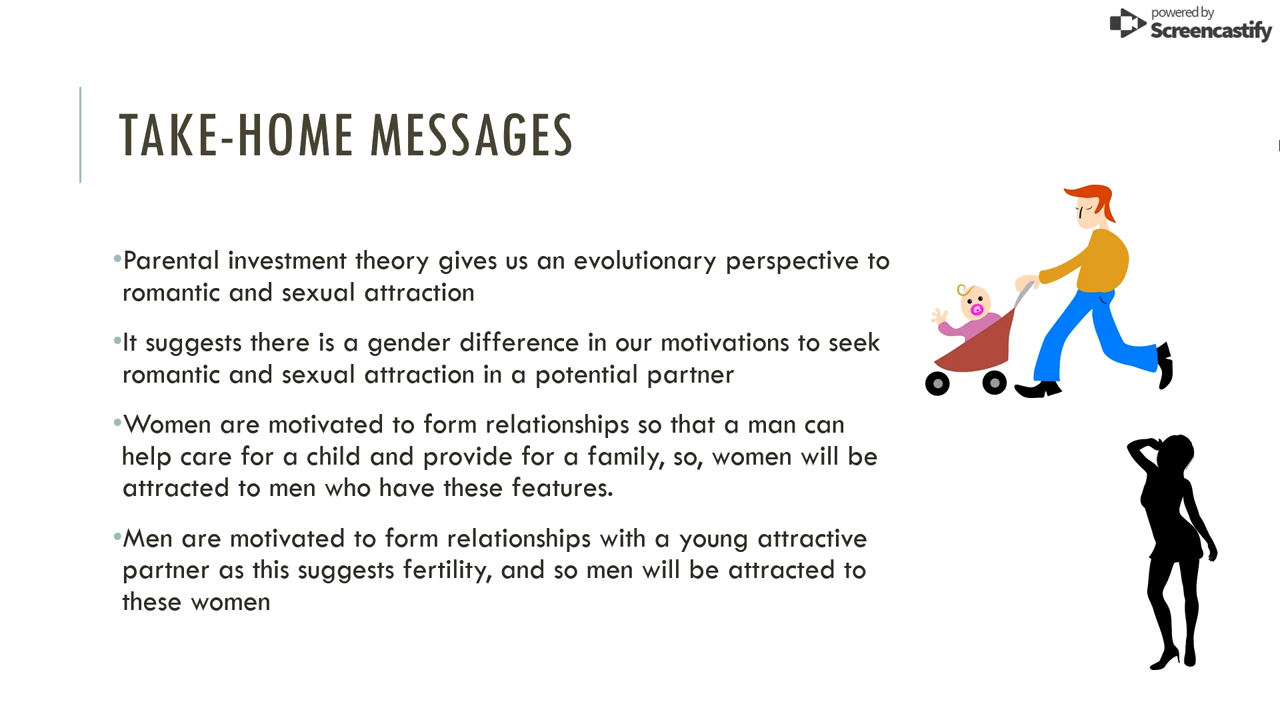 powered by
Screencastify
TAKE-HOME MESSAGES
•Parental investment theory gives us an evolutionary perspective to
romantic and sexual attraction
•It suggests there is a gender difference in our motivations to seek
romantic and sexual attraction in a potential partner
•Women are motivated to form relationships so that a man can
help care for a child and provide for a family, so, women will be
attracted to men who have these features.
•Men are motivated to form relationships with a young attractive
partner as this suggests fertility, and so men will be attracted to
these women